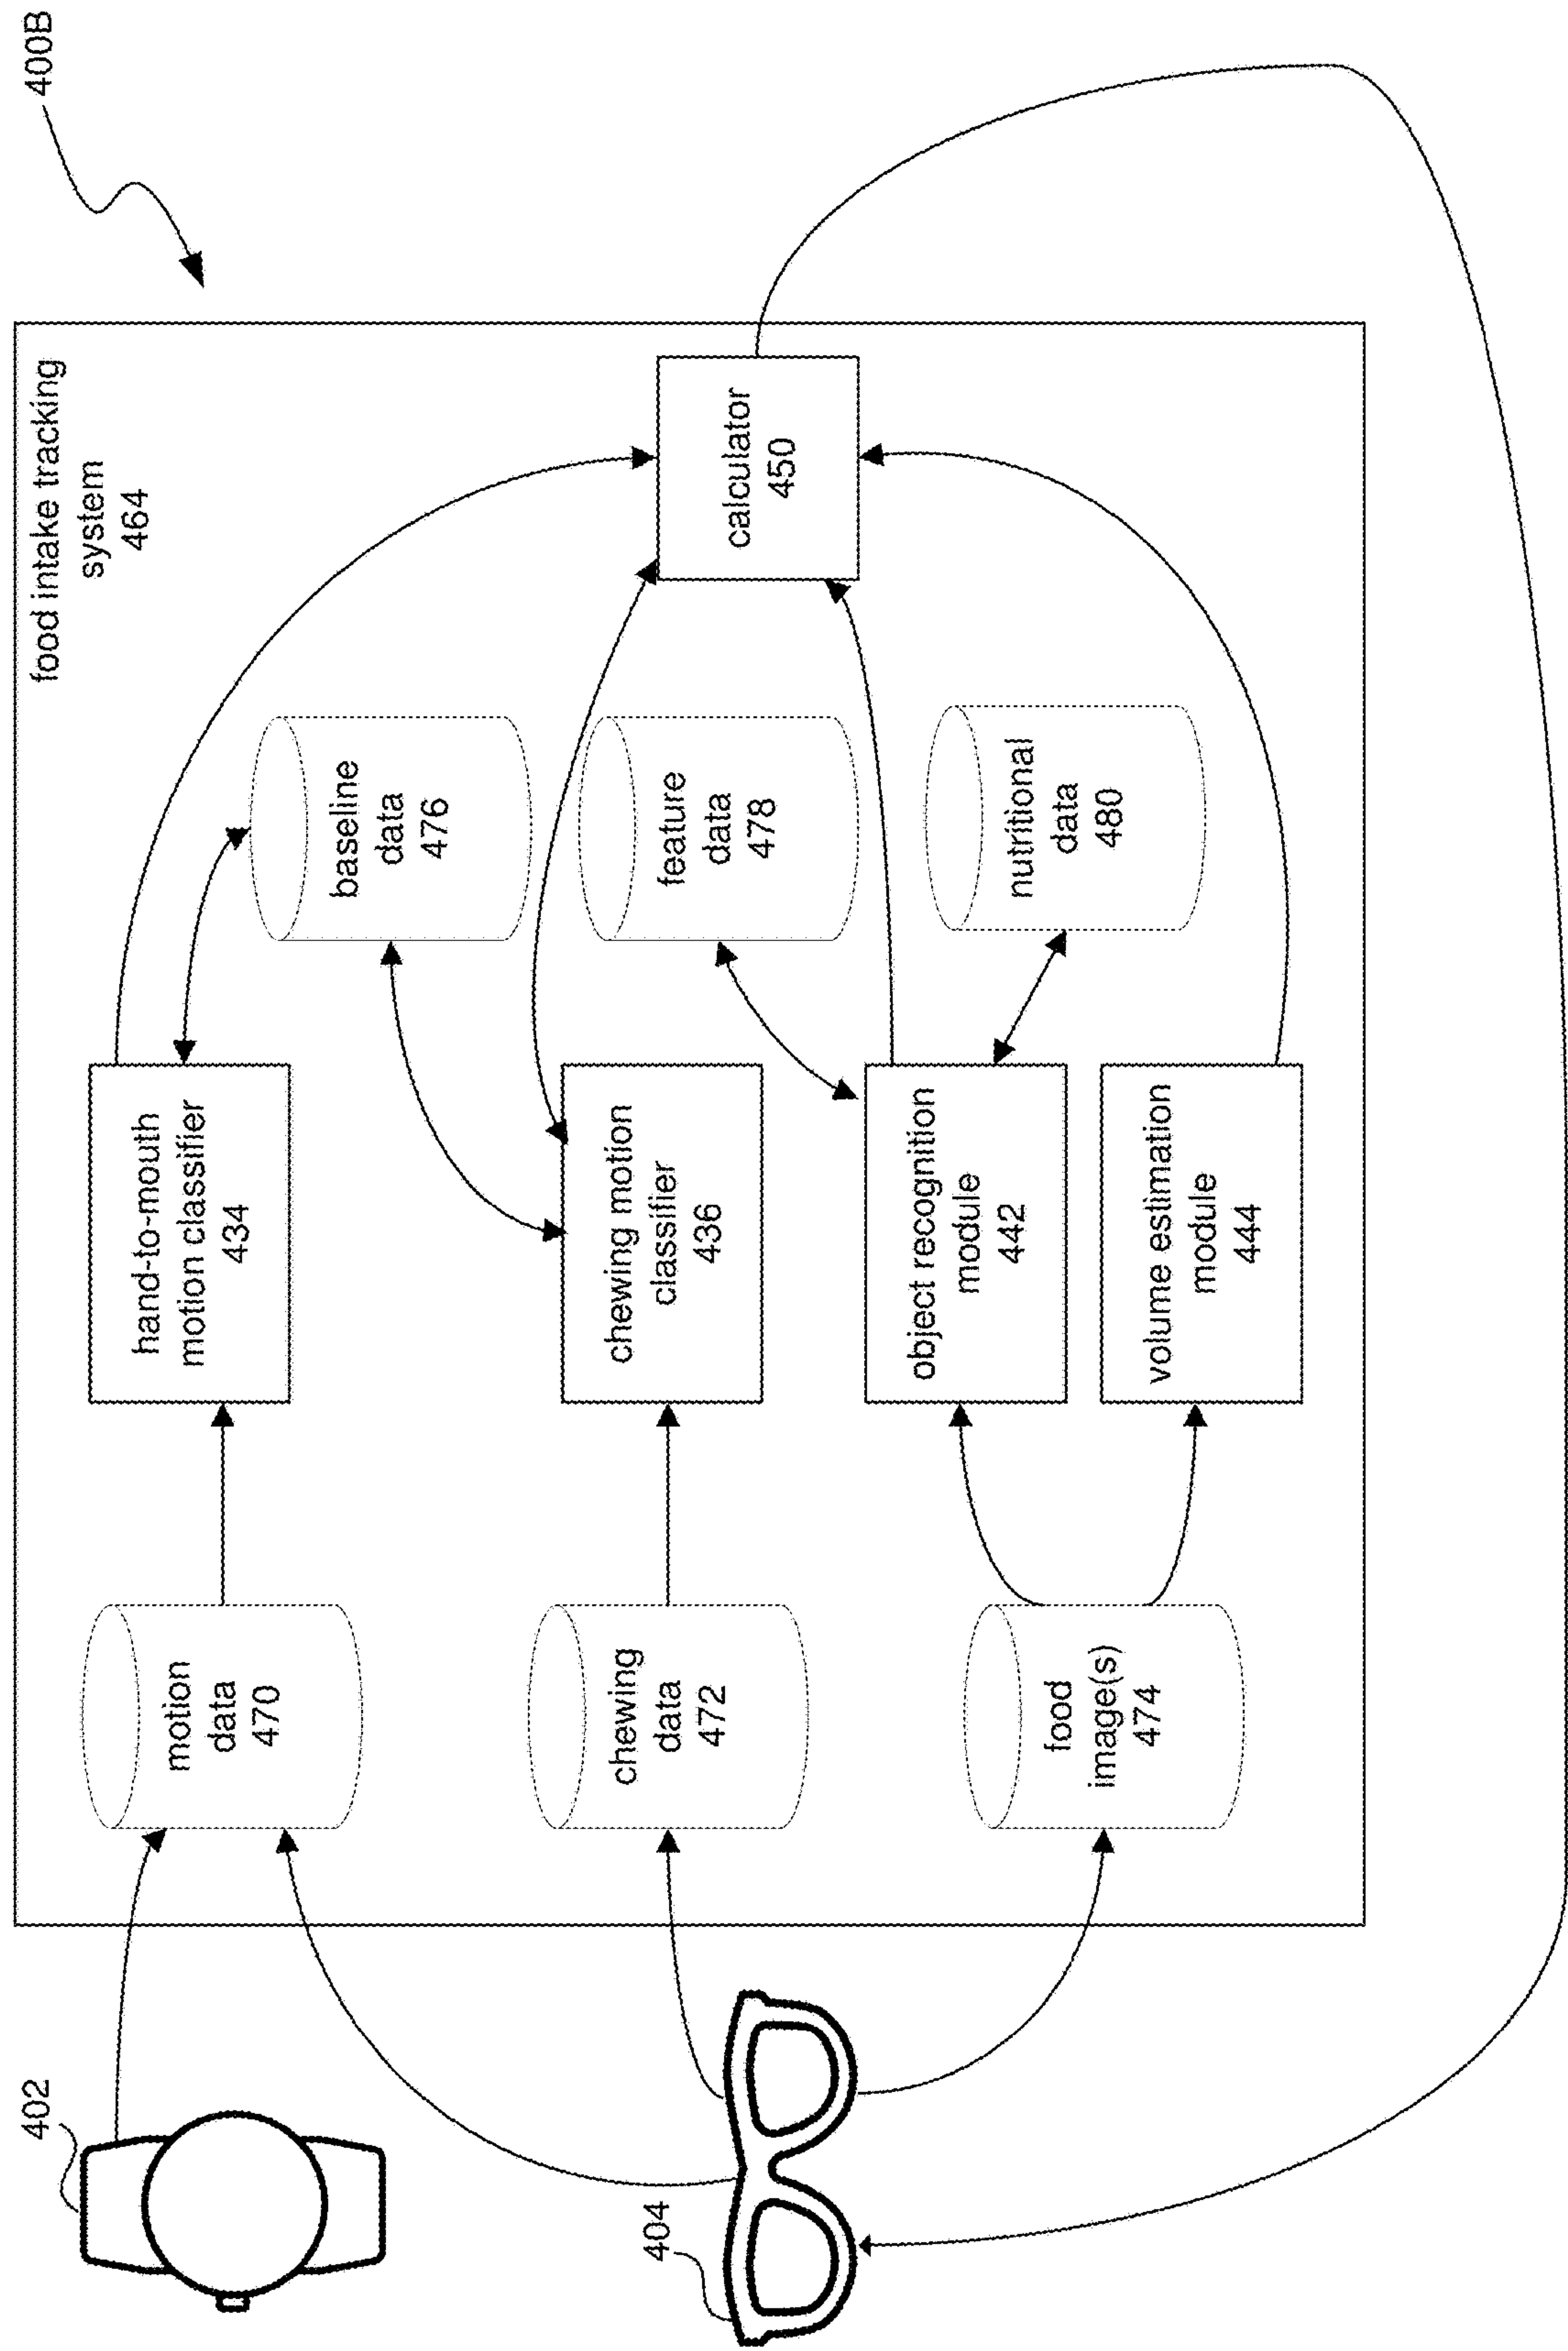 400B
food intake tracking
system
464
402
404
motion
data
470
hand-to-mouth
motion classifier
434
baseline
data
476
chewing
data
472
chewing motion
classifier
436
feature
data
478
calculator
450
food
image(s)
474
object recognition
module
442
nutritional
data
480
volume estimation
module
444